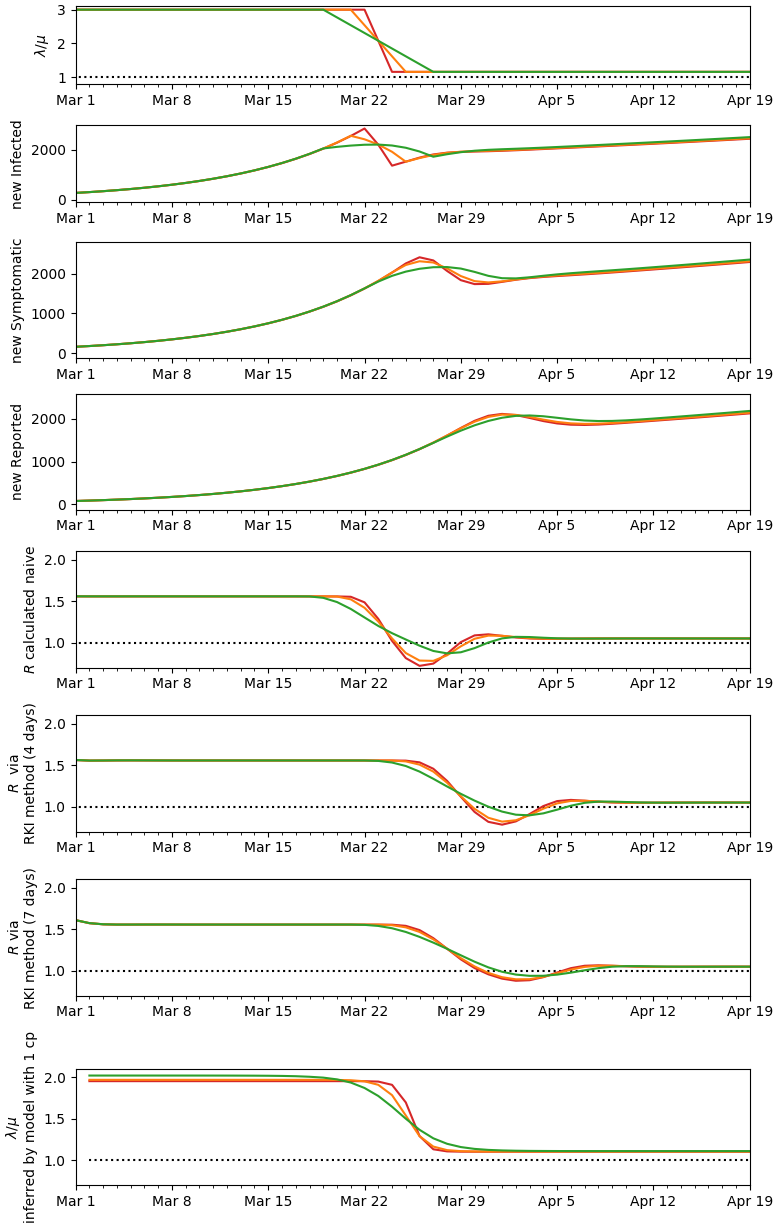 λ/μ
3
2
1
Mar 1 Mar 8 Mar 15 Mar 22 Mar 29 Apr 5 Apr 12 Apr 19
new Infected
2000
0
Mar 1 Mar 8 Mar 15 Mar 22 Mar 29 Apr 5 Apr 12 Apr 19
new Symptomatic
2000
1000
0
Mar 1 Mar 8 Mar 15 Mar 22 Mar 29 Apr 5 Apr 12 Apr 19
new Reported
2000
1000
0
Mar 1 Mar 8 Mar 15 Mar 22 Mar 29 Apr 5 Apr 12 Apr 19
R calculated naive
2.0
1.5
1.0
Mar 1 Mar 8 Mar 15 Mar 22 Mar 29 Apr 5 Apr 12 Apr 19
R via
RKI method (4 days)
2.0
1.5
1.0
Mar 1 Mar 8 Mar 15 Mar 22 Mar 29 Apr 5 Apr 12 Apr 19
R via
RKI method (7 days)
2.0
1.5
1.0
Mar 1 Mar 8 Mar 15 Mar 22 Mar 29 Apr 5 Apr 12 Apr 19
λ/μ
inferred by model with 1 cp
2.0
1.5
1.0
Mar 1 Mar 8 Mar 15 Mar 22 Mar 29 Apr 5 Apr 12 Apr 19